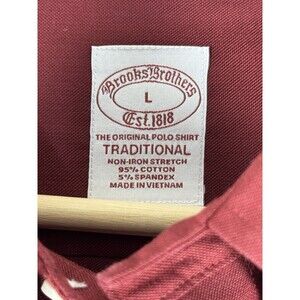 Brooks Brothers
L
Est. 1818
THE ORIGINAL POLO SHIRT
TRADITIONAL
NON-IRON STRETCH
95% COTTON
5% SPANDEX
MADE IN VIETNAM